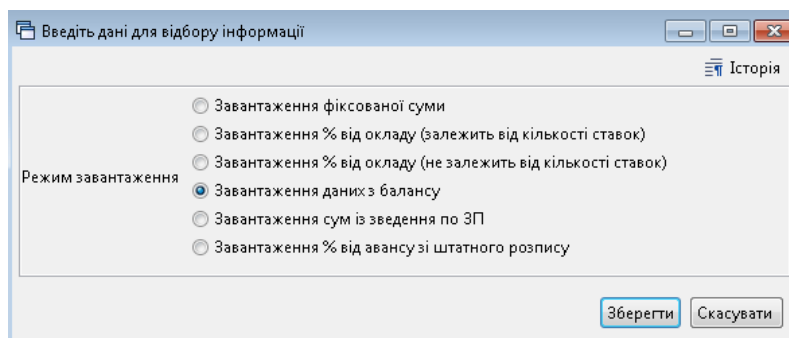 Введіть дані для відбору інформації
Історія
Завантаження фіксованої суми
Завантаження % від окладу (залежить від кількості ставок)
Завантаження % від окладу (не залежить від кількості ставок)
Режим завантаження
Завантаження даних з балансу
Завантаження сум із зведення по ЗП
Завантаження % від авансу зі штатного розпису
Зберегти Скасувати